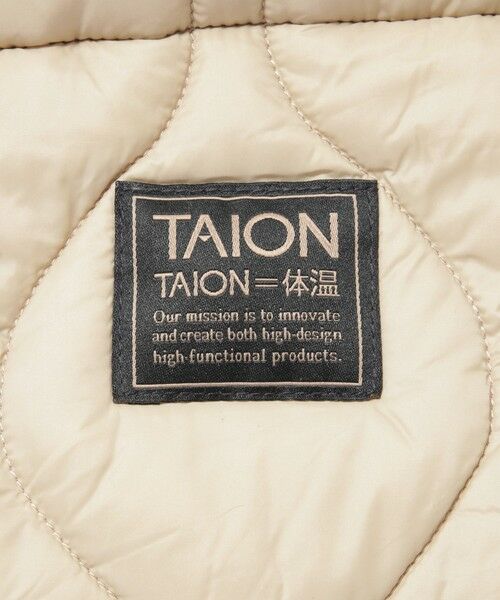 TAION
TAION=体温
Our mission is to innovate
and create both high-design
high-functional products.